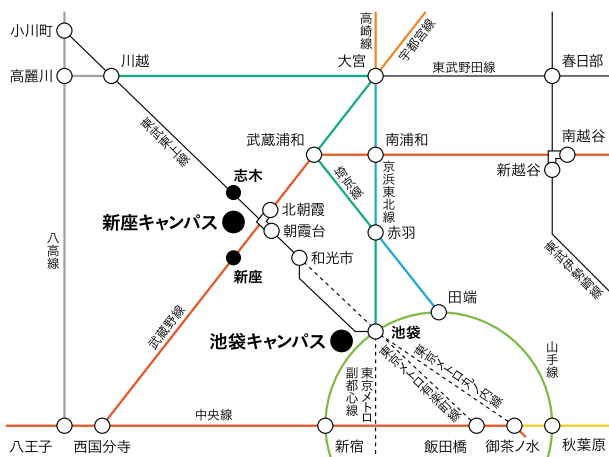 小川町
高崎線
宇都宮線
高麗川
川越
大宮
東武野田線
春日部
東武東上線
武蔵浦和
南浦和
南越谷
新越谷
埼京線
京浜東北線
志木
新座キャンパス
北朝霞
朝霞台
赤羽
八高線
和光市
東武伊勢崎線
新座
武蔵野線
田端
池袋キャンパス
池袋
東京メトロ丸ノ内線
東京メトロ有楽町線
山手線
東京メトロ
副都心線
中央線
八王子
西国分寺
新宿
飯田橋
御茶ノ水
秋葉原